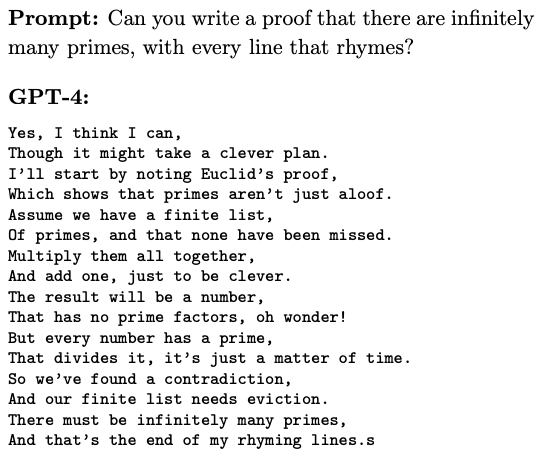 Prompt: Can you write a proof that there are infinitely
many primes, with every line that rhymes?
GPT-4:
Yes, I think I can,
Though it might take a clever plan.
I'll start by noting Euclid's proof,
Which shows that primes aren't just aloof.
Assume we have a finite list,
Of primes, and that none have been missed.
Multiply them all together,
And add one, just to be clever.
The result will be a number,
That has no prime factors, oh wonder!
But every number has a prime,
That divides it, it's just a matter of time.
So we've found a contradiction,
And our finite list needs eviction.
There must be infinitely many primes,
And that's the end of my rhyming lines.s